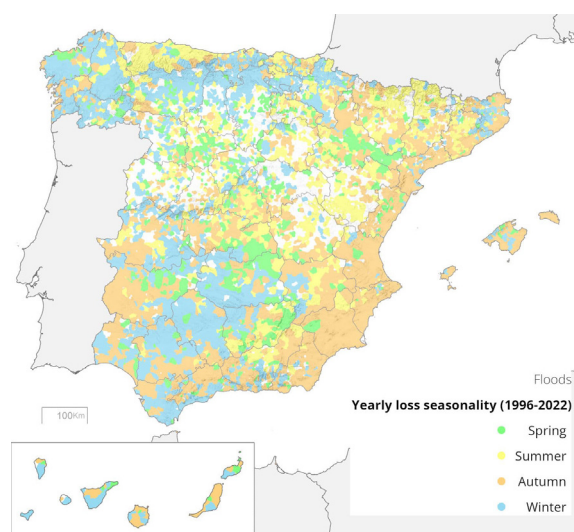 Floods
Yearly loss seasonality (1996-2022)
Spring
Summer
Autumn
Winter
100Km